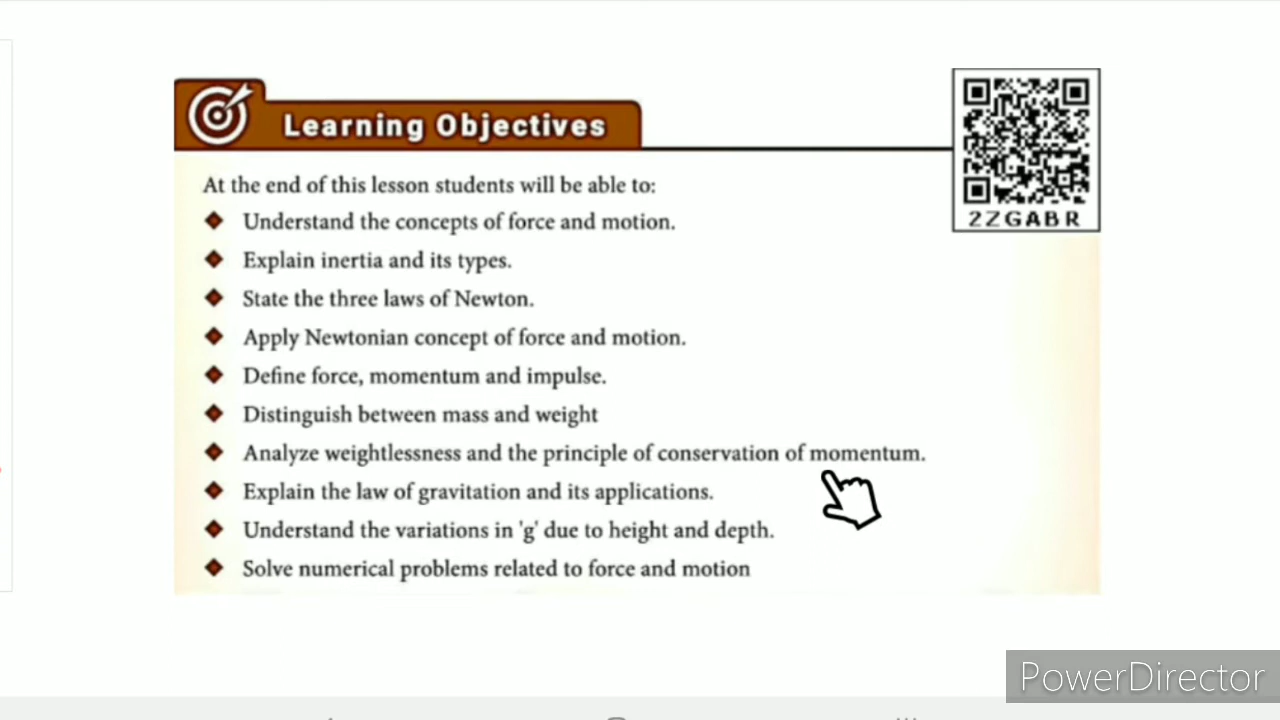 Learning Objectives
2ZGABR
At the end of this lesson students will be able to:
Understand the concepts of force and motion.
Explain inertia and its types.
State the three laws of Newton.
Apply Newtonian concept of force and motion.
Define force, momentum and impulse.
Distinguish between mass and weight
Analyze weightlessness and the principle of conservation of momentum.
Explain the law of gravitation and its applications.
Understand the variations in 'g' due to height and depth.
Solve numerical problems related to force and motion
PowerDirector